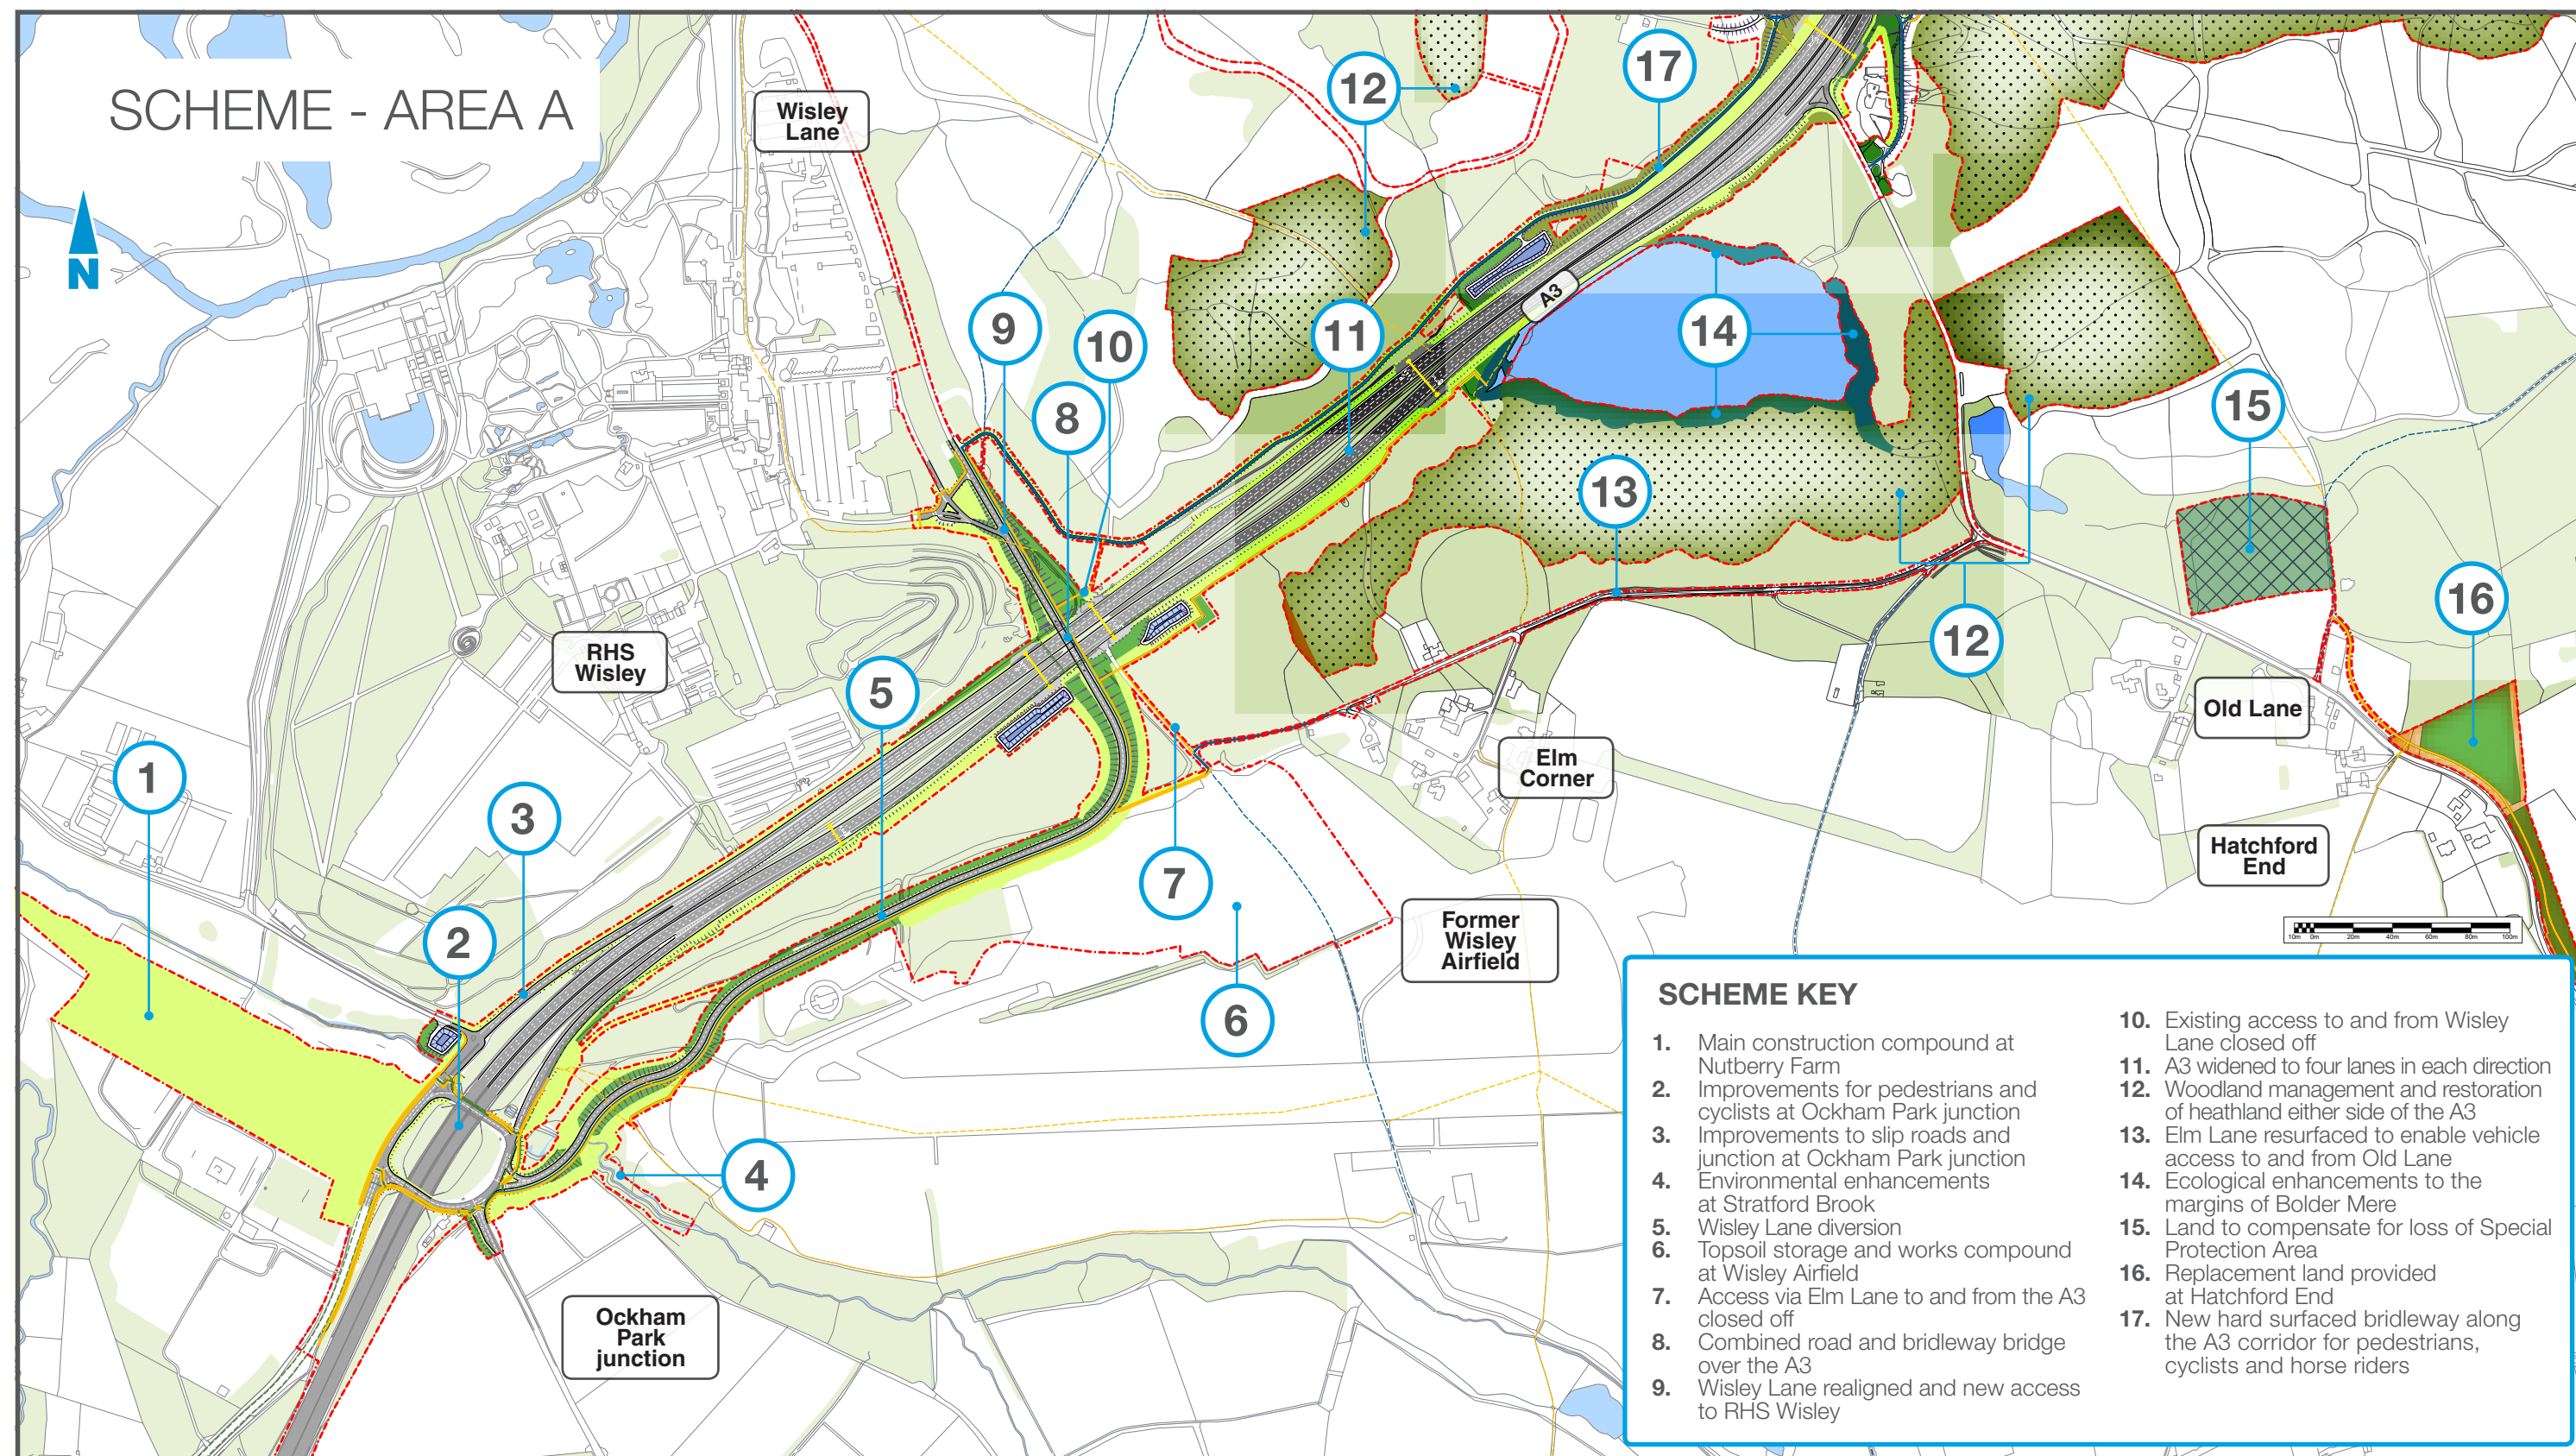 SCHEME - AREA A
N
Wisley
Lane
12
17
9
10
8
11
A3
14
13
15
16
12
RHS
Wisley
5
Old Lane
Elm
Corner
1
3
2
7
Hatchford
End
Former
Wisley
Airfield
6
4
Ockham
Park
junction
10m 0m 20m 40m 60m 80m 100m
SCHEME KEY
1. Main construction compound at
Nutberry Farm
2. Improvements for pedestrians and
cyclists at Ockham Park junction
3. Improvements to slip roads and
junction at Ockham Park junction
4. Environmental enhancements
at Stratford Brook
5. Wisley Lane diversion
6. Topsoil storage and works compound
at Wisley Airfield
7. Access via Elm Lane to and from the A3
closed off
8. Combined road and bridleway bridge
over the A3
9. Wisley Lane realigned and new access
to RHS Wisley
10. Existing access to and from Wisley
Lane closed off
11. A3 widened to four lanes in each direction
12. Woodland management and restoration
of heathland either side of the A3
13. Elm Lane resurfaced to enable vehicle
access to and from Old Lane
14. Ecological enhancements to the
margins of Bolder Mere
15. Land to compensate for loss of Special
Protection Area
16. Replacement land provided
at Hatchford End
17. New hard surfaced bridleway along
the A3 corridor for pedestrians,
cyclists and horse riders